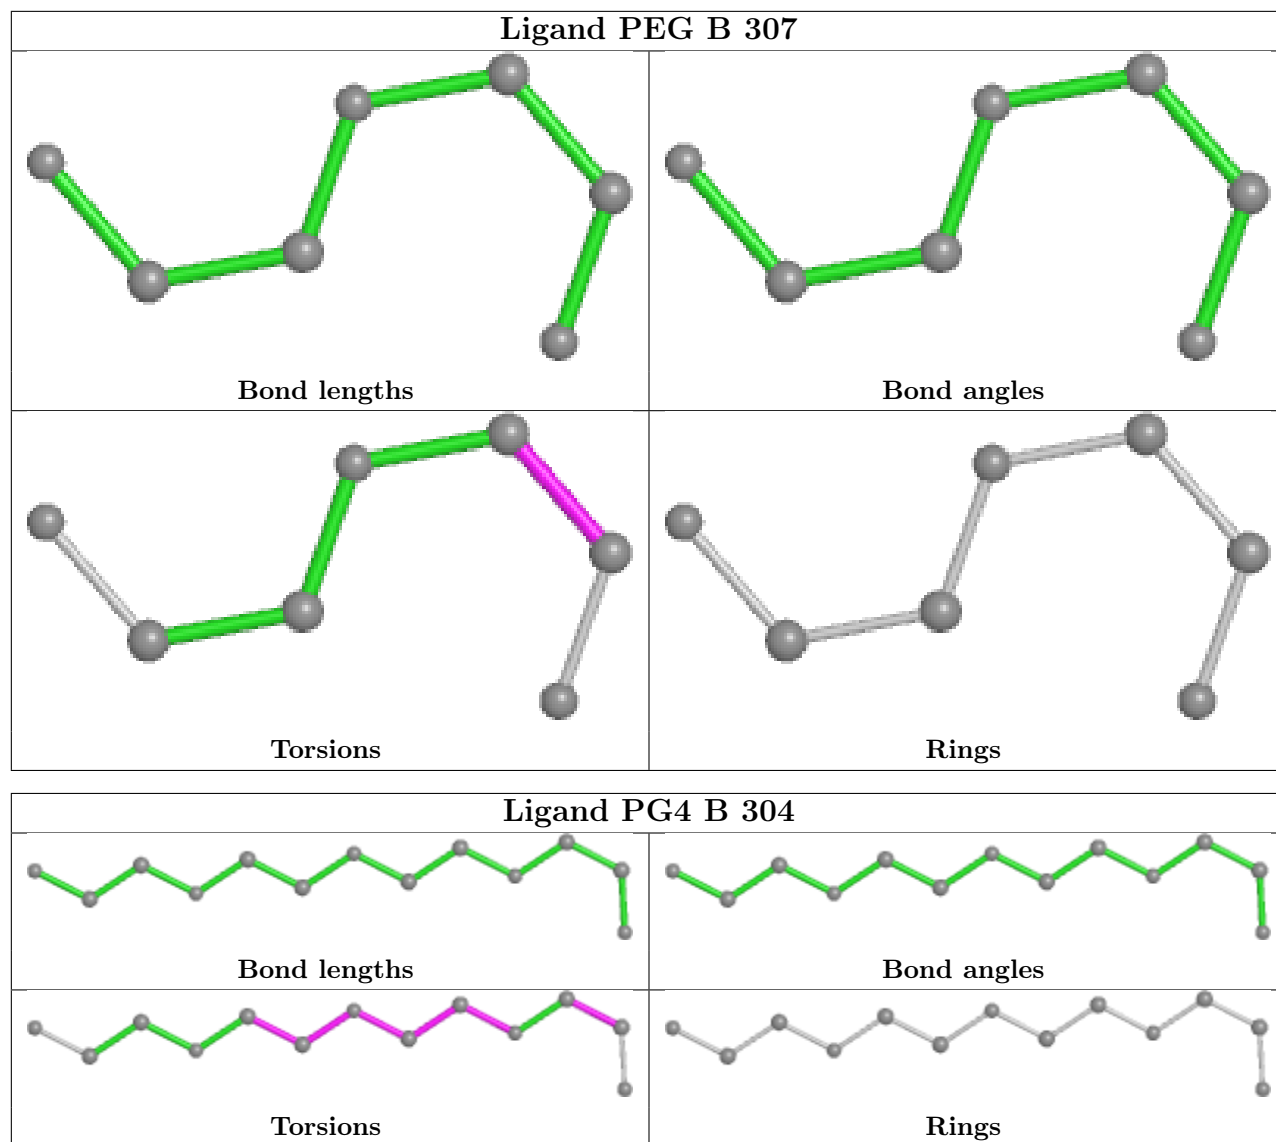 Ligand PEG B 307
Bond lengths Bond angles
Torsions Rings
Ligand PG4 B 304
Bond lengths Bond angles
Torsions Rings